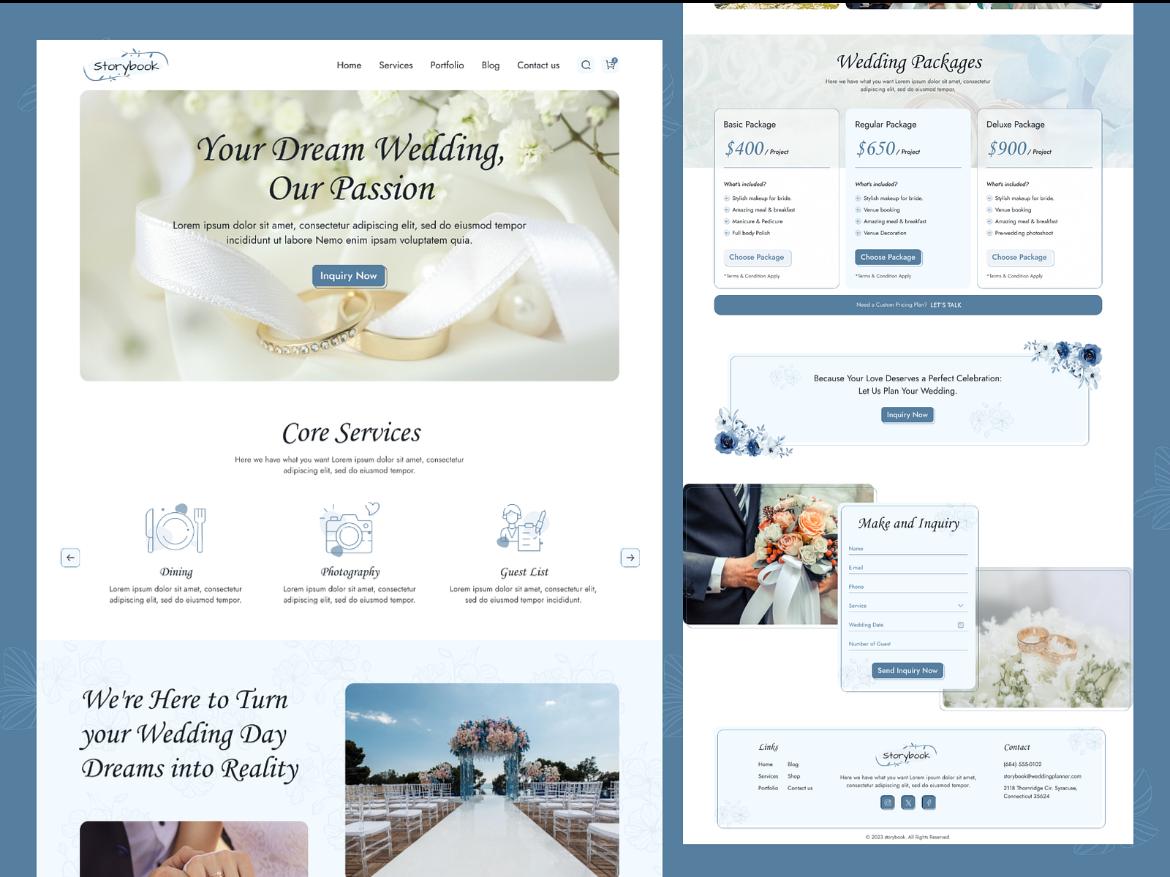 Storybook
Home Services Portfolio Blog Contact us
Your Dream Wedding,
Our Passion
Lorem ipsum dolor sit amet, consectetur adipiscing elit, sed do eiusmod tempor
incididunt ut labore Nemo enim ipsam voluptatem quia.
Inquiry Now
Core Services
Here we have what you want Lorem ipsum dolor sit amet, consectetur
adipiscing elit, sed do eiusmod tempor.
Dining
Lorem ipsum dolor sit amet, consectetur
adipiscing elit, sed do eiusmod tempor.
Photography
Lorem ipsum dolor sit amet, consectetur
adipiscing elit, sed do eiusmod tempor.
Guest List
Lorem ipsum dolor sit amet, consectetur elit,
sed do eiusmod tempor incididunt.
We're Here to Turn
your Wedding Day
Dreams into Reality
Wedding Packages
Here we have what you want Lorem ipsum dolor sit amet, consectetur
adipiscing elit, sed do eiusmod tempor.
Basic Package
$400 / Project
What's included?
Stylish makeup for bride.
Amazing meal & breakfast
Manicure & Pedicure
Full body Polish
Choose Package
*Terms & Condition Apply
Regular Package
$650 / Project
What's included?
Stylish makeup for bride.
Venue booking
Amazing meal & breakfast
Venue Decoration
Choose Package
*Terms & Condition Apply
Deluxe Package
$900 / Project
What's included?
Stylish makeup for bride.
Venue booking
Amazing meal & breakfast
Pre-wedding photoshoot
Choose Package
*Terms & Condition Apply
Need a Custom Pricing Plan? LET'S TALK
Because Your Love Deserves a Perfect Celebration:
Let Us Plan Your Wedding.
Inquiry Now
Make and Inquiry
Name
E-mail
Phone
Service
Wedding Date
Number of Guest
Send Inquiry Now
Links
Home Blog
Services Shop
Portfolio Contact us
Storybook
Here we have what you want Lorem ipsum dolor sit amet,
consectetur adipiscing elit, sed do eiusmod tempor.
Contact
(684) 555-0102
storybook@weddingplanner.com
2118 Thornridge Cir. Syracuse,
Connecticut 35624
© 2023 storybook. All Rights Reserved.